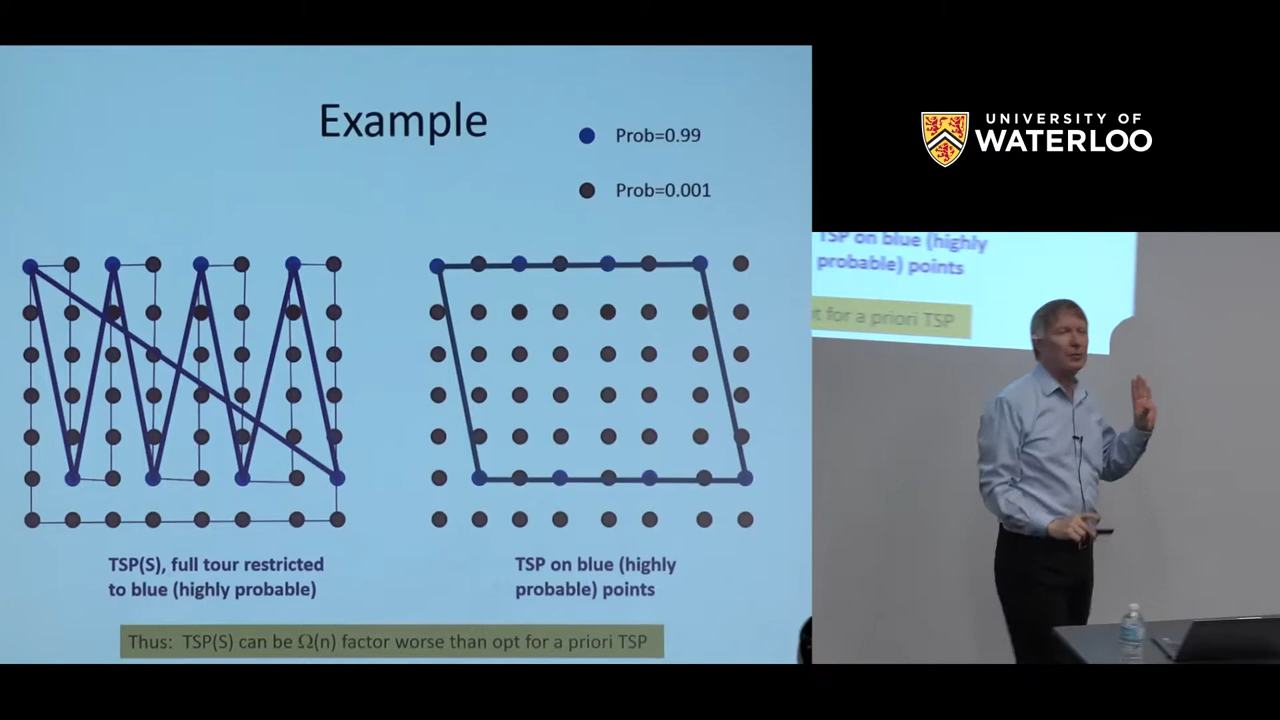 Example
Prob=0.99
Prob=0.001
TSP(S), full tour restricted
to blue (highly probable)
TSP on blue (highly
probable) points
Thus: TSP(S) can be Ω(n) factor worse than opt for a priori TSP
UNIVERSITY OF
WATERLOO
TSP on blue (highly
probable) points
t for a priori TSP